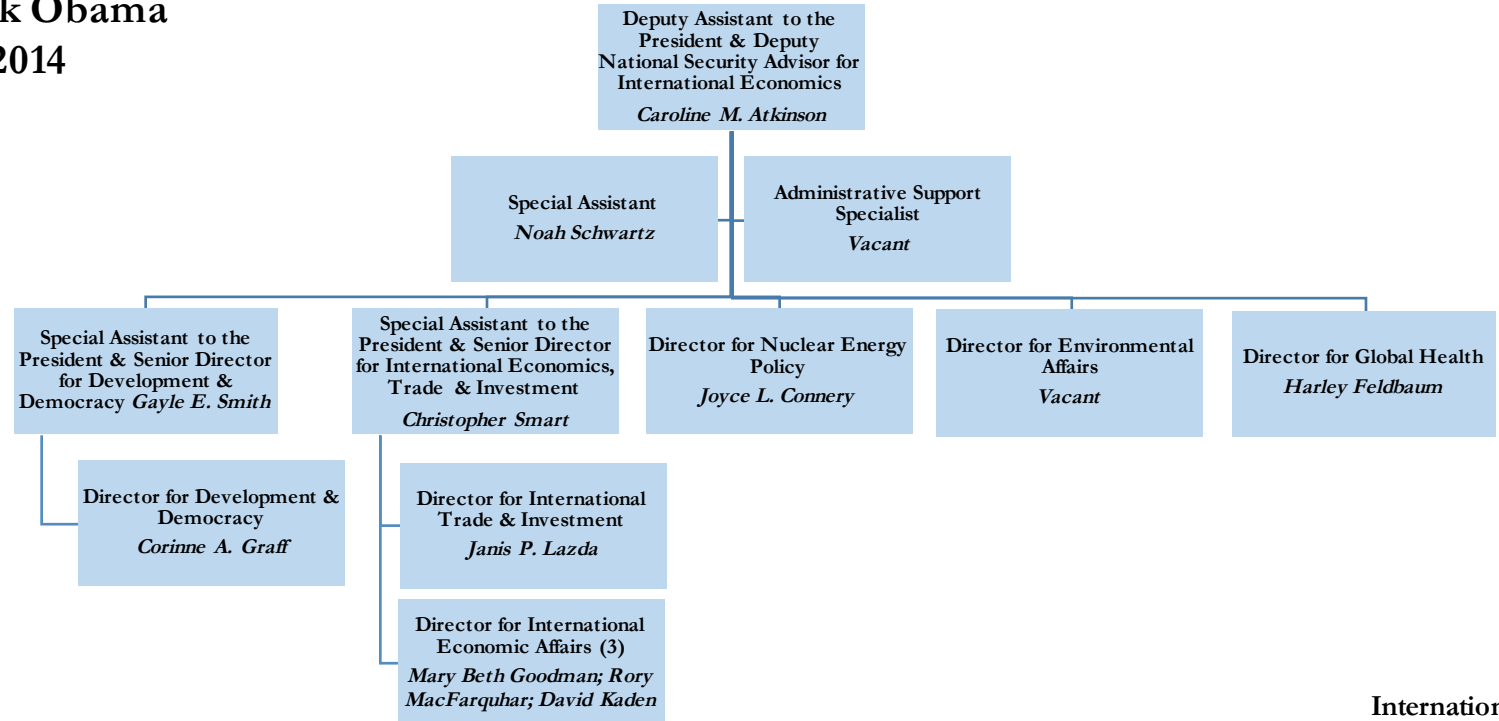 k Obama
2014
Deputy Assistant to the
President & Deputy
National Security Advisor for
International Economics
Caroline M. Atkinson
Special Assistant
Noah Schwartz
Administrative Support
Specialist
Vacant
Special Assistant to the
President & Senior Director
for Development &
Democracy Gayle E. Smith
Special Assistant to the
President & Senior Director
for International Economics,
Trade & Investment
Christopher Smart
Director for Nuclear Energy
Policy
Joyce L. Connery
Director for Environmental
Affairs
Vacant
Director for Global Health
Harley Feldbaum
Director for Development &
Democracy
Corinne A. Graff
Director for International
Trade & Investment
Janis P. Lazda
Director for International
Economic Affairs (3)
Mary Beth Goodman; Rory
MacFarquhar; David Kaden
Internation